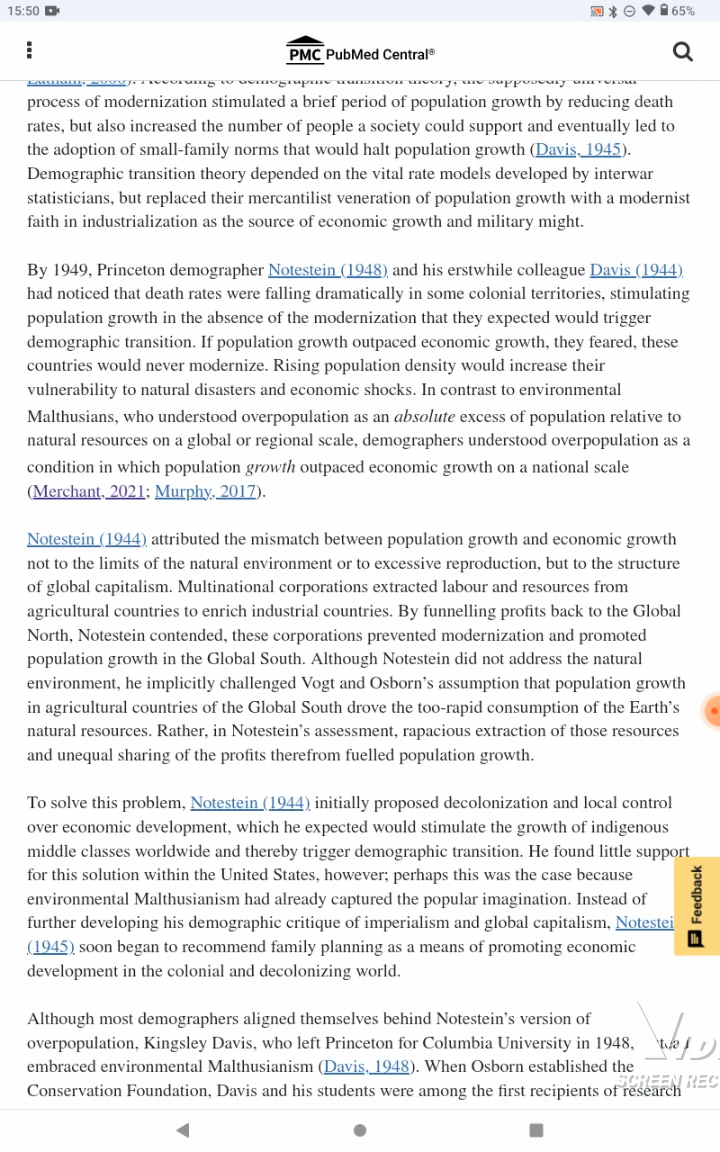 15:50
65%
PMC PubMed Central®
Latham, 2000). According to demographic transition theory, the supposedly universal
process of modernization stimulated a brief period of population growth by reducing death
rates, but also increased the number of people a society could support and eventually led to
the adoption of small-family norms that would halt population growth (Davis, 1945).
Demographic transition theory depended on the vital rate models developed by interwar
statisticians, but replaced their mercantilist veneration of population growth with a modernist
faith in industrialization as the source of economic growth and military might.
By 1949, Princeton demographer Notestein (1948) and his erstwhile colleague Davis (1944)
had noticed that death rates were falling dramatically in some colonial territories, stimulating
population growth in the absence of the modernization that they expected would trigger
demographic transition. If population growth outpaced economic growth, they feared, these
countries would never modernize. Rising population density would increase their
vulnerability to natural disasters and economic shocks. In contrast to environmental
Malthusians, who understood overpopulation as an absolute excess of population relative to
natural resources on a global or regional scale, demographers understood overpopulation as a
condition in which population growth outpaced economic growth on a national scale
(Merchant, 2021; Murphy, 2017).
Notestein (1944) attributed the mismatch between population growth and economic growth
not to the limits of the natural environment or to excessive reproduction, but to the structure
of global capitalism. Multinational corporations extracted labour and resources from
agricultural countries to enrich industrial countries. By funnelling profits back to the Global
North, Notestein contended, these corporations prevented modernization and promoted
population growth in the Global South. Although Notestein did not address the natural
environment, he implicitly challenged Vogt and Osborn's assumption that population growth
in agricultural countries of the Global South drove the too-rapid consumption of the Earth's
natural resources. Rather, in Notestein's assessment, rapacious extraction of those resources
and unequal sharing of the profits therefrom fuelled population growth.
To solve this problem, Notestein (1944) initially proposed decolonization and local control
over economic development, which he expected would stimulate the growth of indigenous
middle classes worldwide and thereby trigger demographic transition. He found little support
for this solution within the United States, however; perhaps this was the case because
environmental Malthusianism had already captured the popular imagination. Instead of
further developing his demographic critique of imperialism and global capitalism, Notestei
(1945) soon began to recommend family planning as a means of promoting economic
development in the colonial and decolonizing world.
Feedback
Although most demographers aligned themselves behind Notestein's version of
overpopulation, Kingsley Davis, who left Princeton for Columbia University in 1948,
embraced environmental Malthusianism (Davis, 1948). When Osborn established the
Conservation Foundation, Davis and his students were among the first recipients of research
SCREEN REC